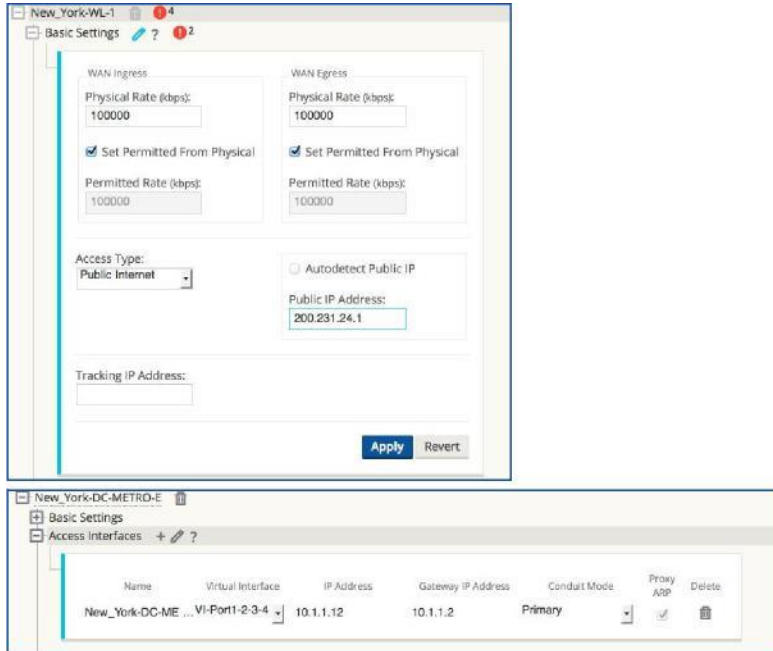 New_York-WL-1 4
Basic Settings ? 2
WAN Ingress WAN Egress
Physical Rate (kbps): Physical Rate (kbps):
100000 100000
Set Permitted From Physical Set Permitted From Physical
Permitted Rate (kbps): Permitted Rate (kbps):
100000 100000
Access Type:
Public Internet Autodetect Public IP
Public IP Address:
200.231.24.1
Tracking IP Address:
Apply Revert
New_York-DC-METRO-E
Basic Settings
Access Interfaces + ?
Name Virtual Interface IP Address Gateway IP Address Conduit Mode Proxy ARP Delete
New_York-DC-ME ... VI-Port1-2-3-4 10.1.1.12 10.1.1.2 Primary